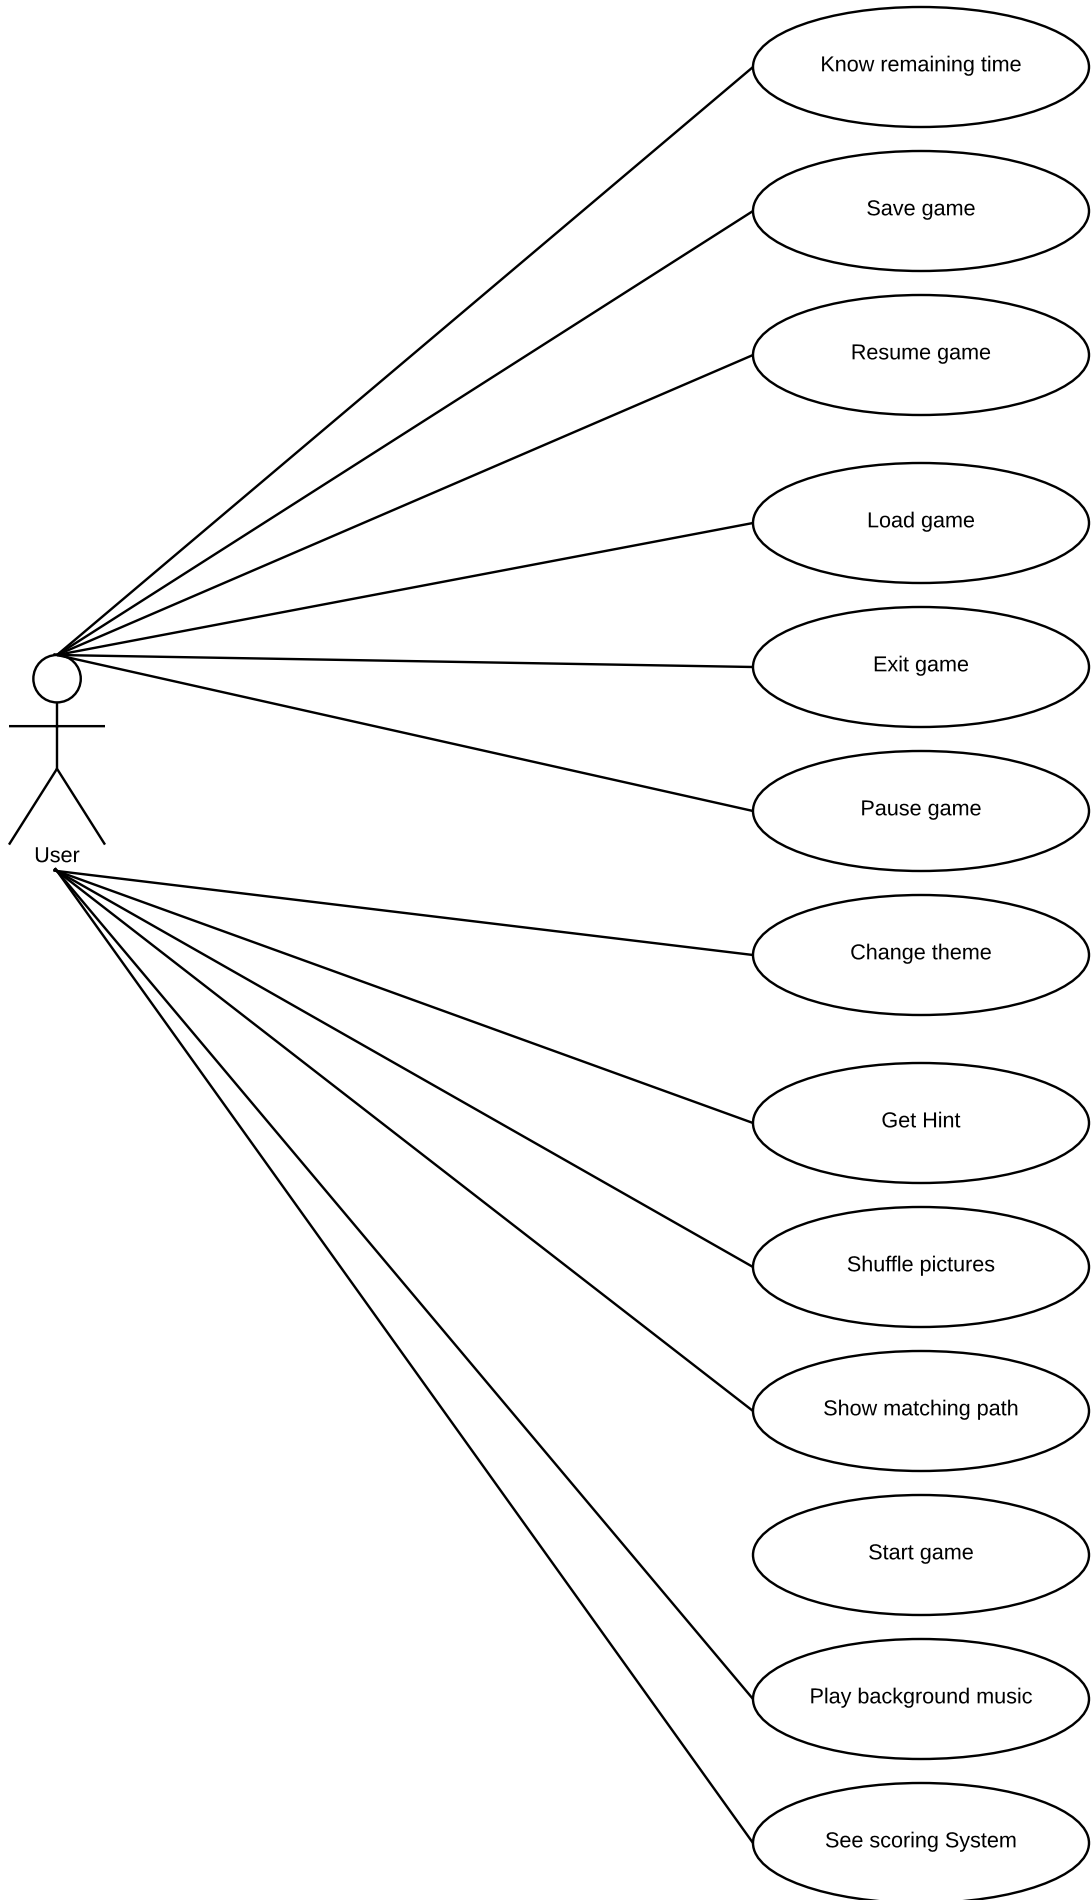 Know remaining time
Save game
Resume game
Load game
Exit game
Pause game
User
Change theme
Get Hint
Shuffle pictures
Show matching path
Start game
Play background music
See scoring System